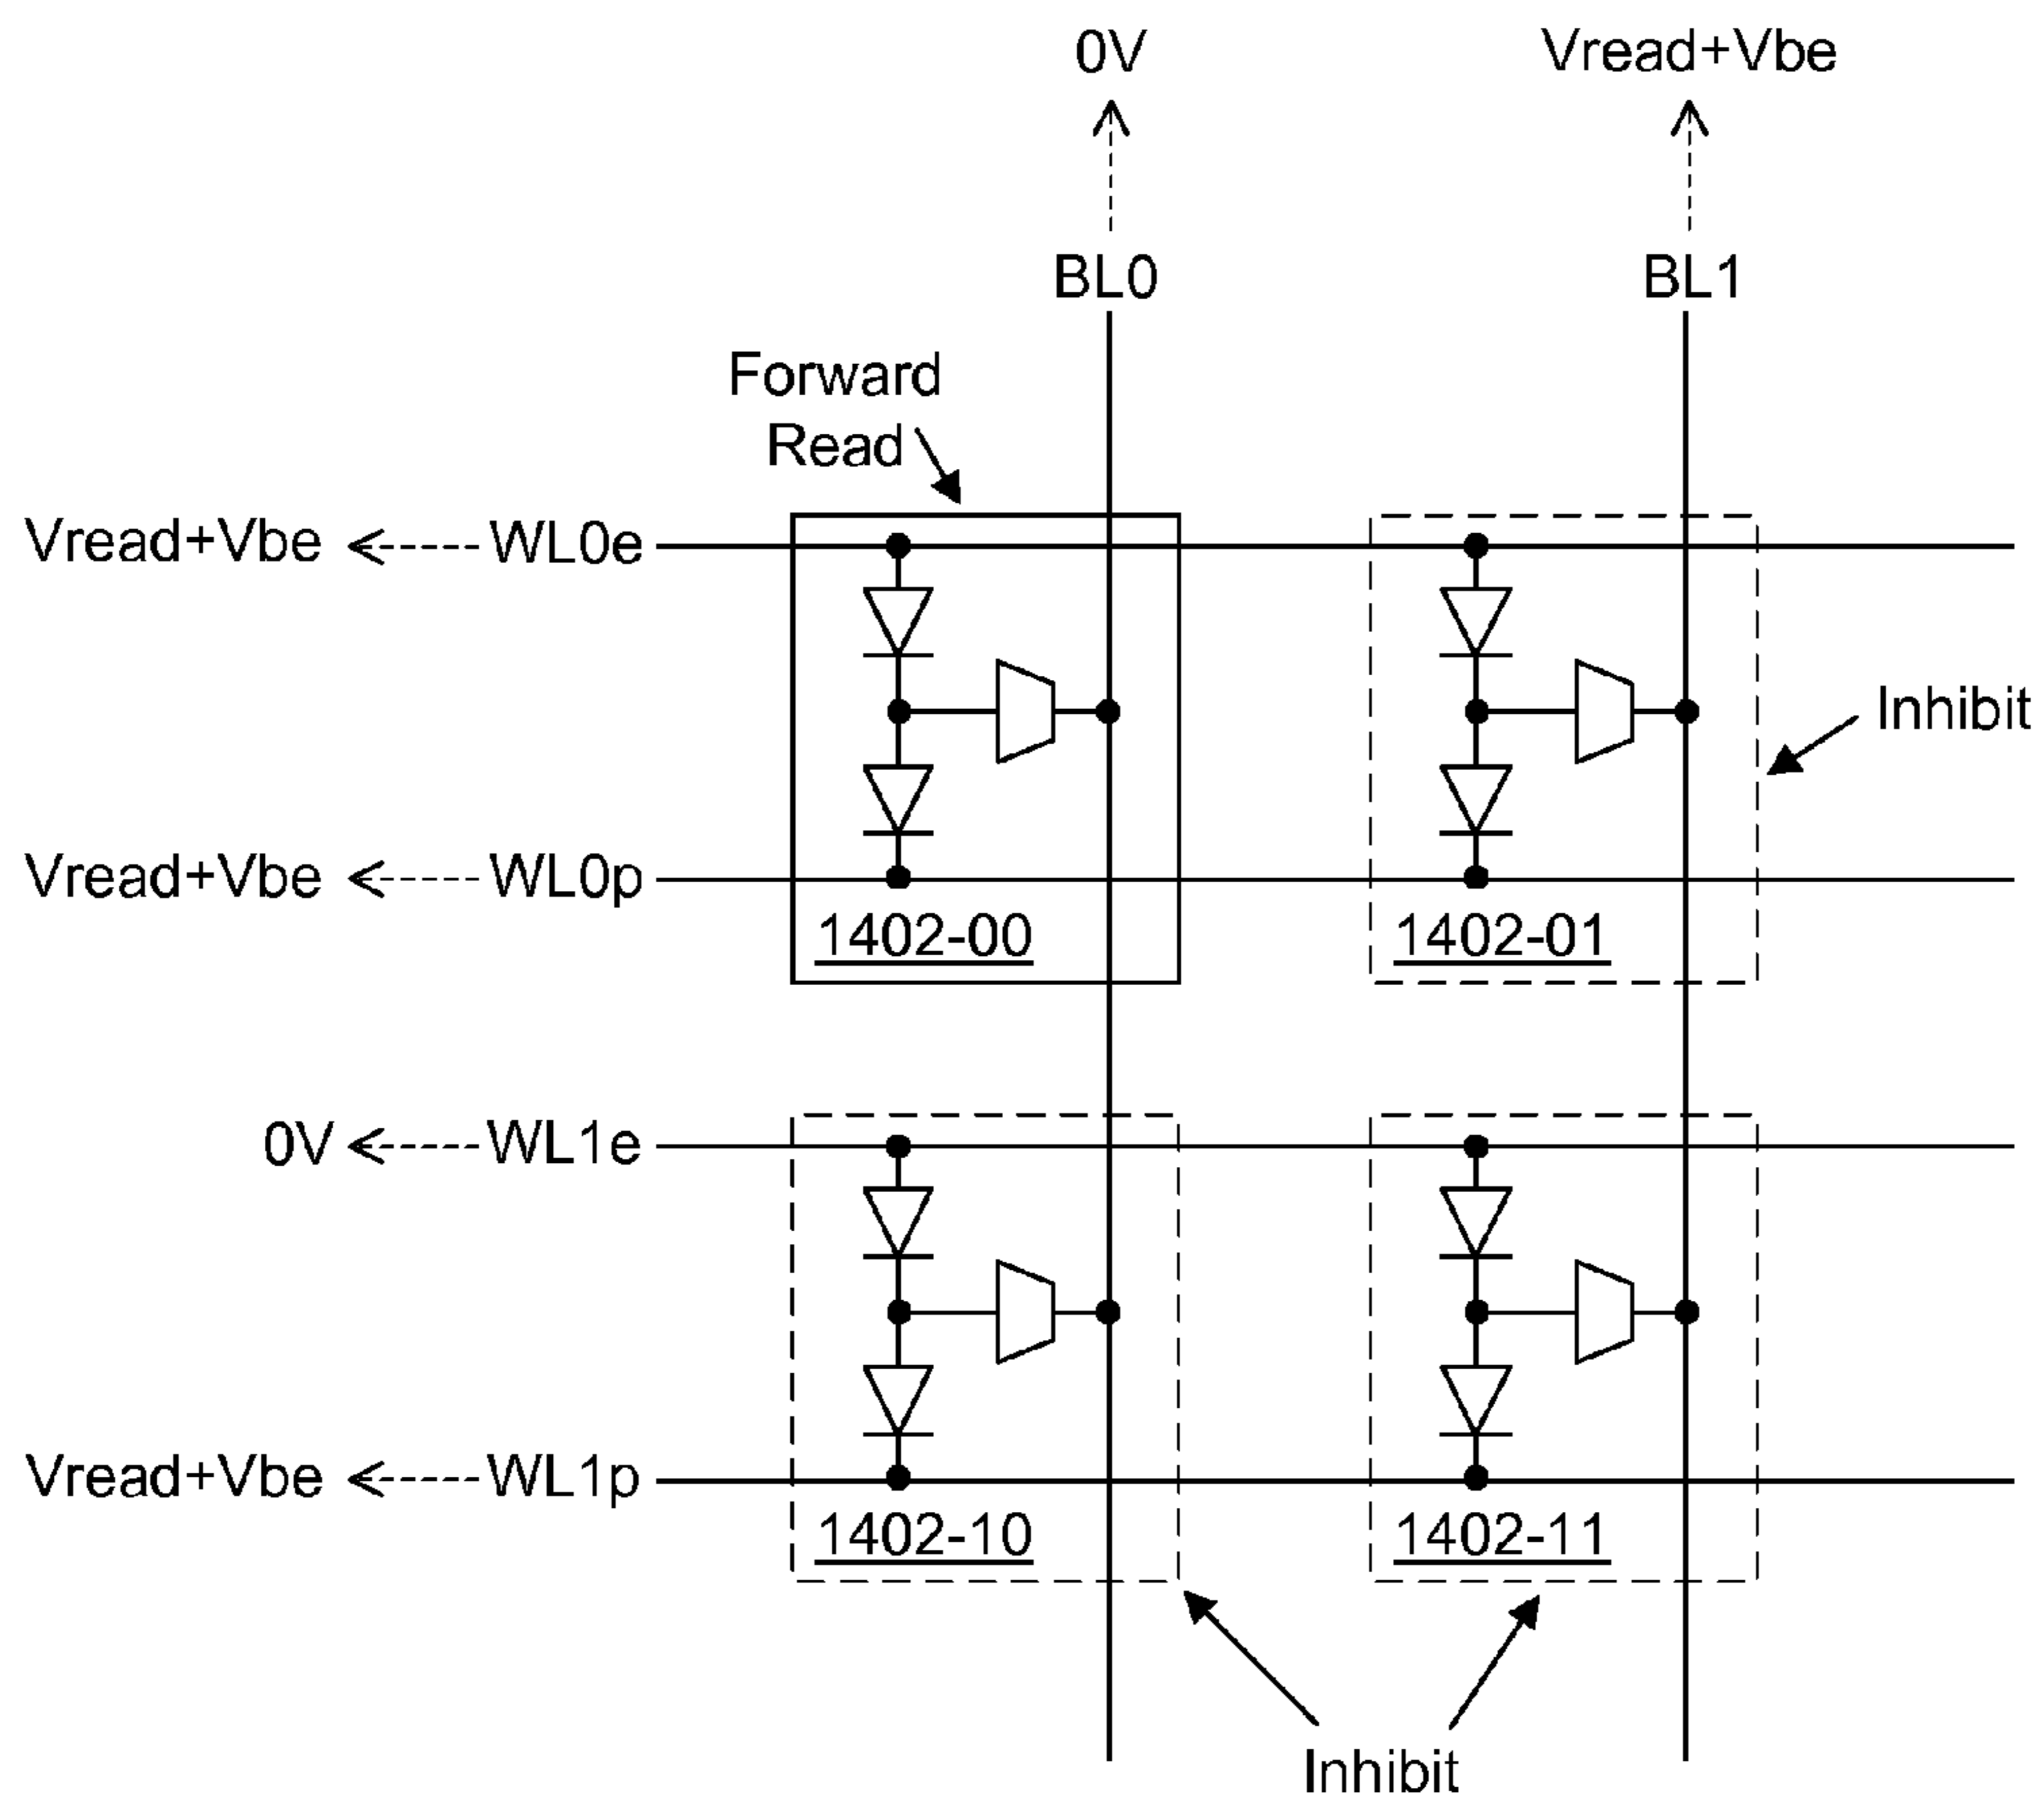 0V
Vread+Vbe
BL0
BL1
Forward
Read
Vread+Vbe
WL0e
Inhibit
Vread+Vbe
WL0p
1402-00
1402-01
0V
WL1e
Vread+Vbe
WL1p
1402-10
1402-11
Inhibit